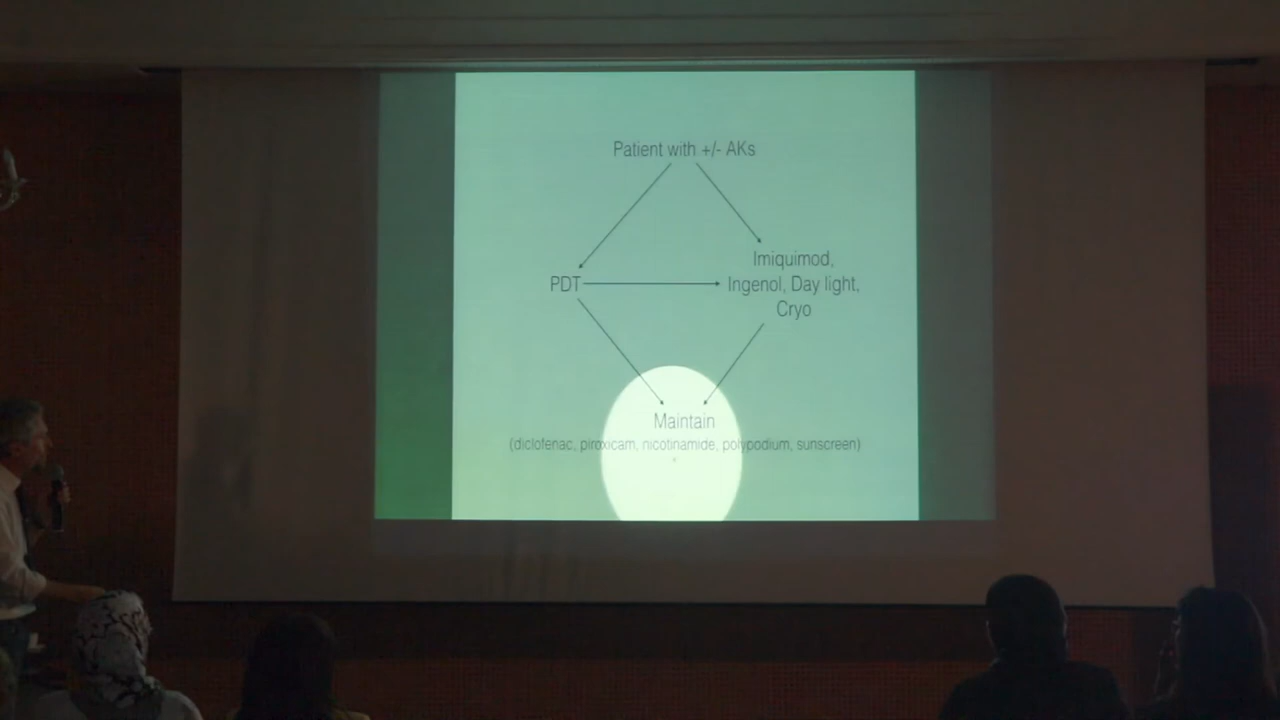 Patient with +/- AKs
PDT
Imiquimod,
Ingenol, Day light,
Cryo
Maintain
(diclofenac, piroxicam, nicotinamide, polypodium, sunscreen)